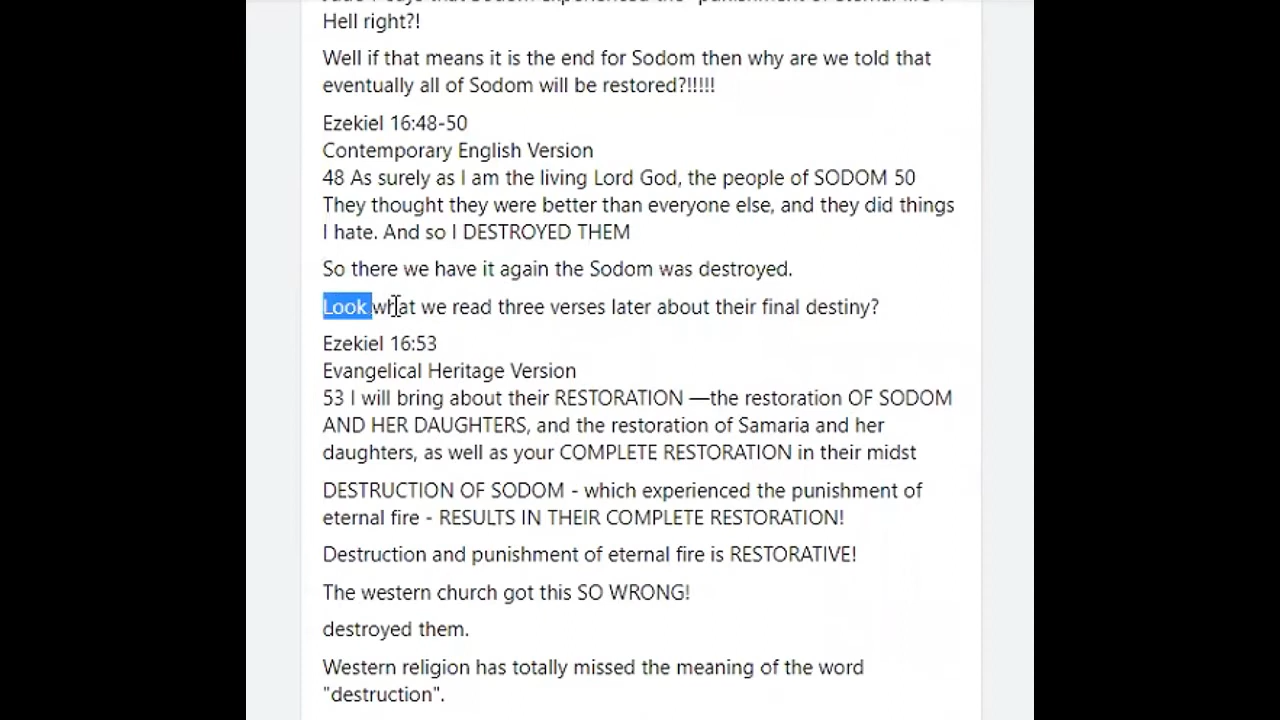 Hell right?!
Well if that means it is the end for Sodom then why are we told that
eventually all of Sodom will be restored?!!!!!
Ezekiel 16:48-50
Contemporary English Version
48 As surely as I am the living Lord God, the people of SODOM 50
They thought they were better than everyone else, and they did things
I hate. And so I DESTROYED THEM
So there we have it again the Sodom was destroyed.
Look what we read three verses later about their final destiny?
Ezekiel 16:53
Evangelical Heritage Version
53 I will bring about their RESTORATION —the restoration OF SODOM
AND HER DAUGHTERS, and the restoration of Samaria and her
daughters, as well as your COMPLETE RESTORATION in their midst
DESTRUCTION OF SODOM - which experienced the punishment of
eternal fire - RESULTS IN THEIR COMPLETE RESTORATION!
Destruction and punishment of eternal fire is RESTORATIVE!
The western church got this SO WRONG!
destroyed them.
Western religion has totally missed the meaning of the word
"destruction".